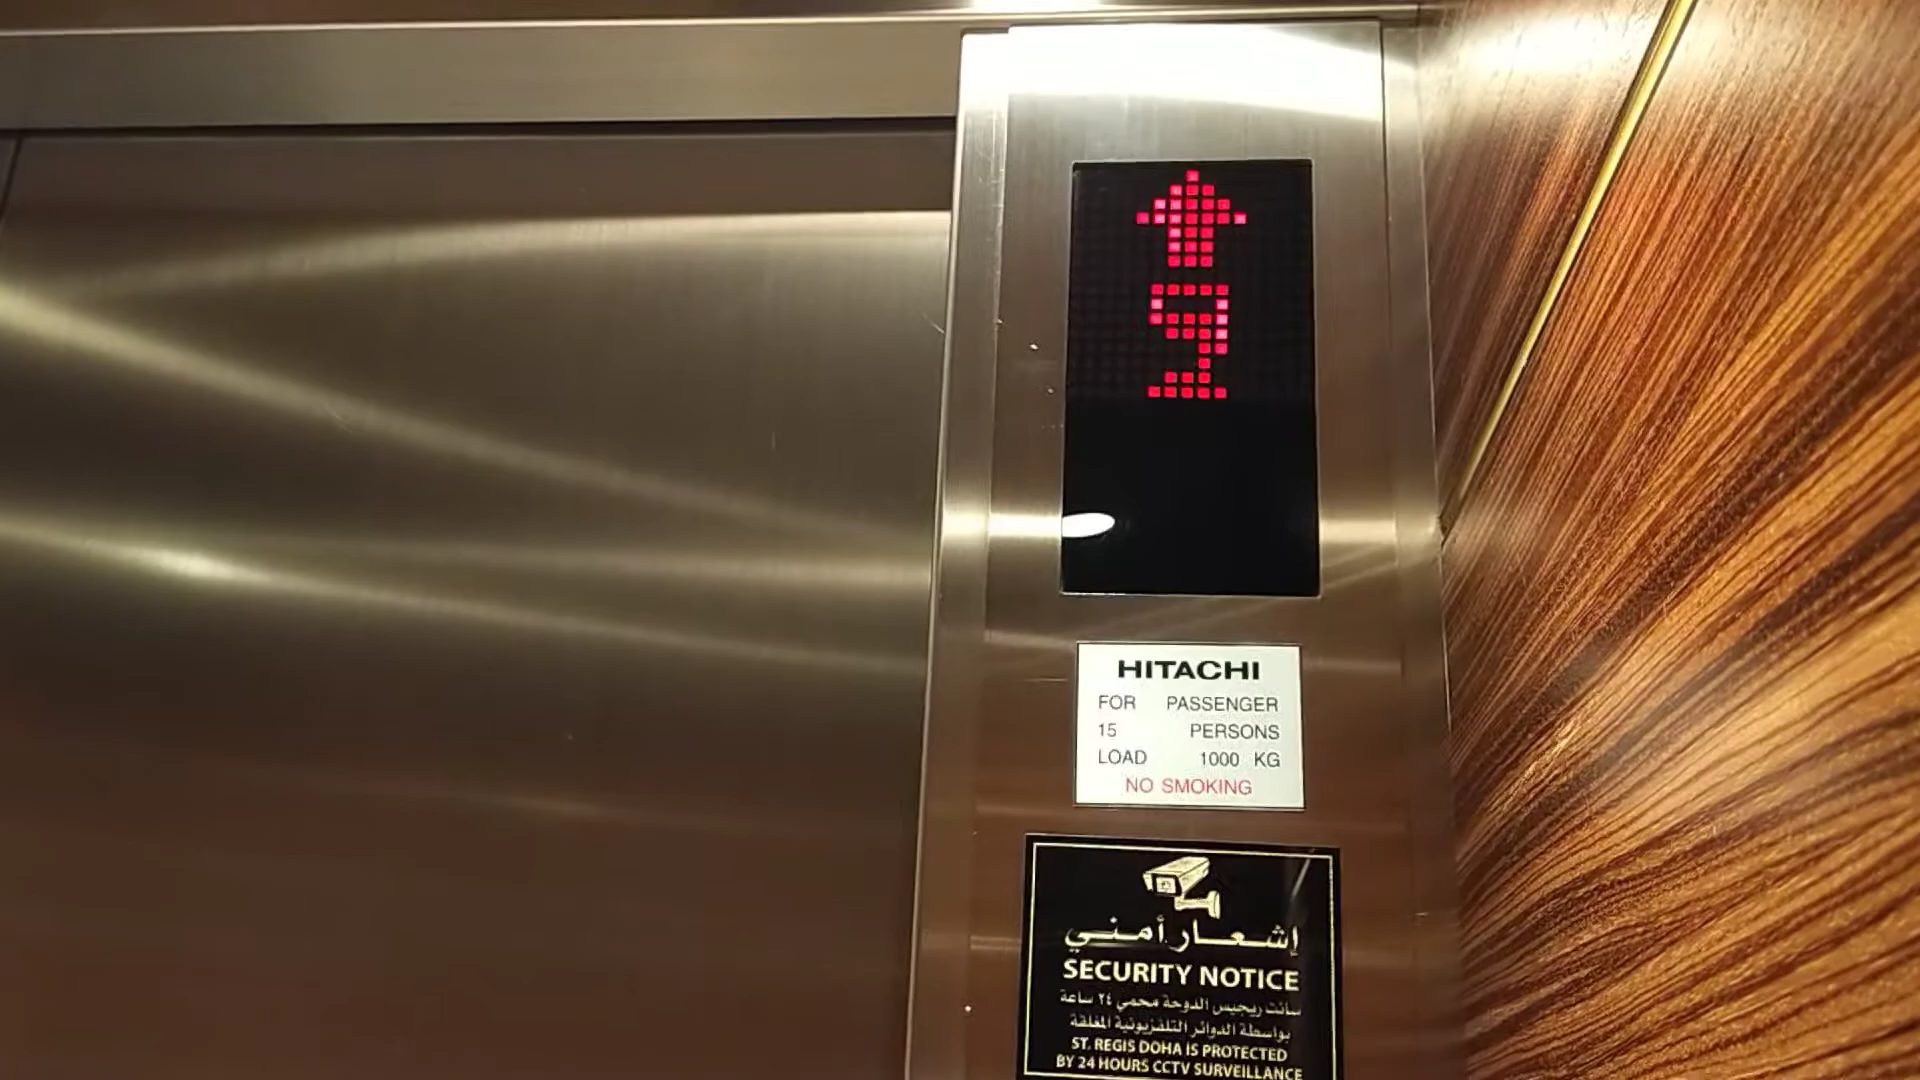 HITACHI
FOR PASSENGER
15 PERSONS
LOAD 1000 KG
NO SMOKING
إشعار أمني
SECURITY NOTICE
سانت ريجيس الدوحة محمي ٢٤ ساعة
بواسطة الدوائر التلفزيونية المغلقة
ST. REGIS DOHA IS PROTECTED
BY 24 HOURS CCTV SURVEILLANCE